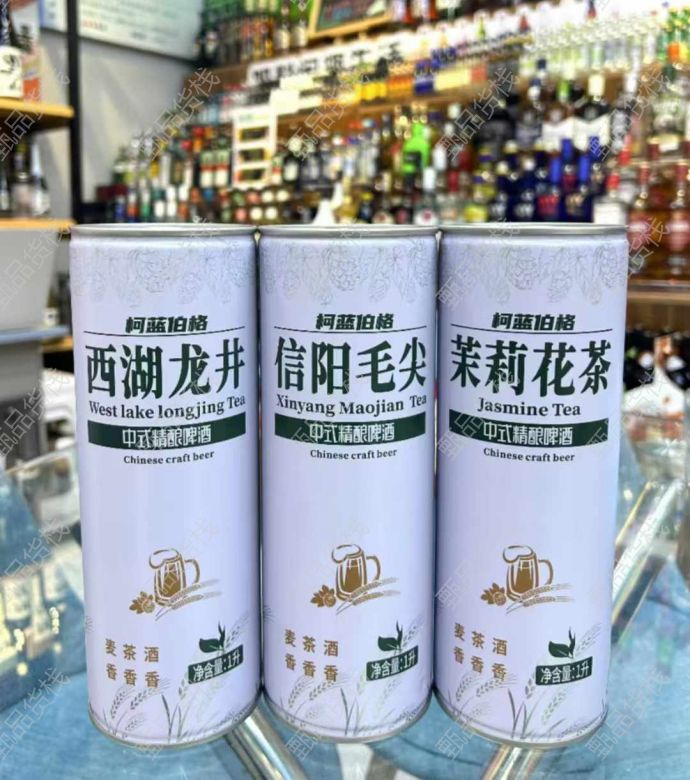 柯蓝伯格
西湖龙井
West lake longjing Tea
中式精酿啤酒
Chinese craft beer
麦茶酒
香香香
净含量:1升
柯蓝伯格
信阳毛尖
Xinyang Maojian Tea
中式精酿啤酒
Chinese craft beer
麦茶酒
香香香
净含量:1升
柯蓝伯格
茉莉花茶
Jasmine Tea
中式精酿啤酒
Chinese craft beer
麦茶酒
香香香
净含量:1升
甄品货栈